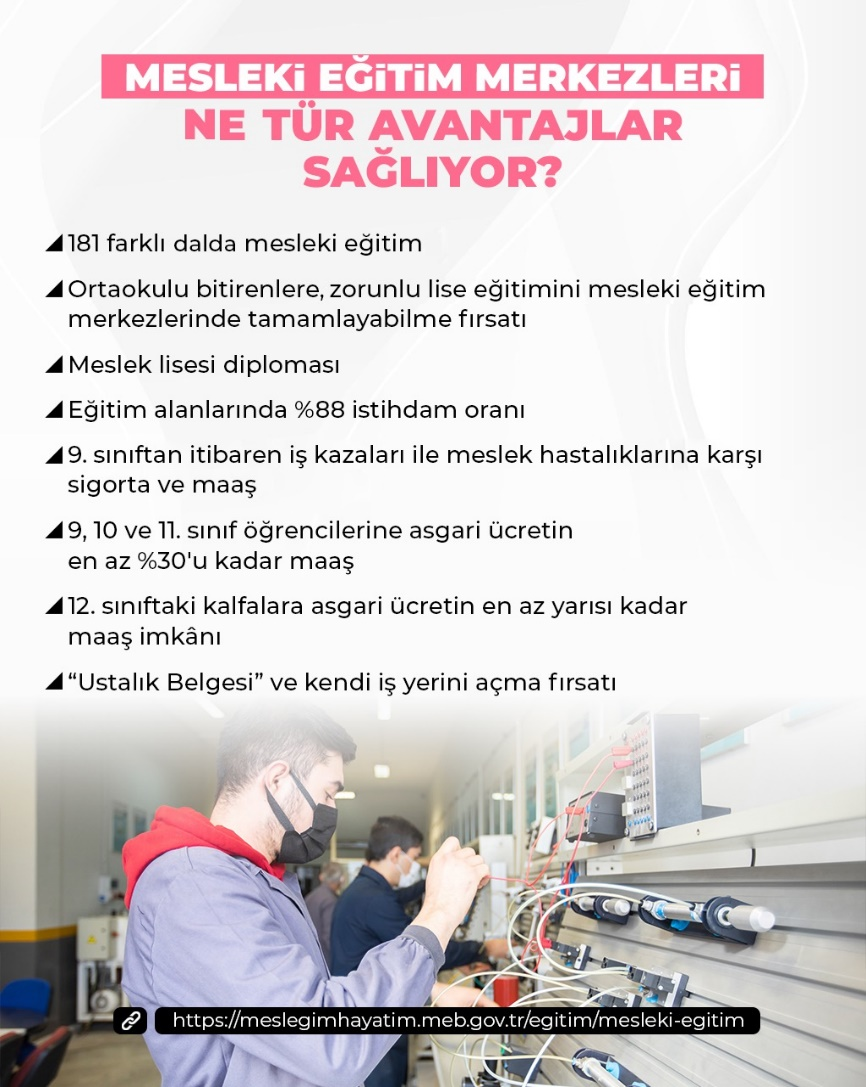 MESLEKİ EĞİTİM MERKEZLERİ
NE TÜR AVANTAJLAR
SAĞLIYOR?
181 farklı dalda mesleki eğitim
Ortaokulu bitirenlere, zorunlu lise eğitimini mesleki eğitim
merkezlerinde tamamlayabilme fırsatı
Meslek lisesi diploması
Eğitim alanlarında %88 istihdam oranı
9. sınıftan itibaren iş kazaları ile meslek hastalıklarına karşı
sigorta ve maaş
9, 10 ve 11. sınıf öğrencilerine asgari ücretin
en az %30'u kadar maaş
12. sınıftaki kalfalara asgari ücretin en az yarısı kadar
maaş imkânı
“Ustalık Belgesi” ve kendi iş yerini açma fırsatı
https://meslegimhayatim.meb.gov.tr/egitim/mesleki-egitim